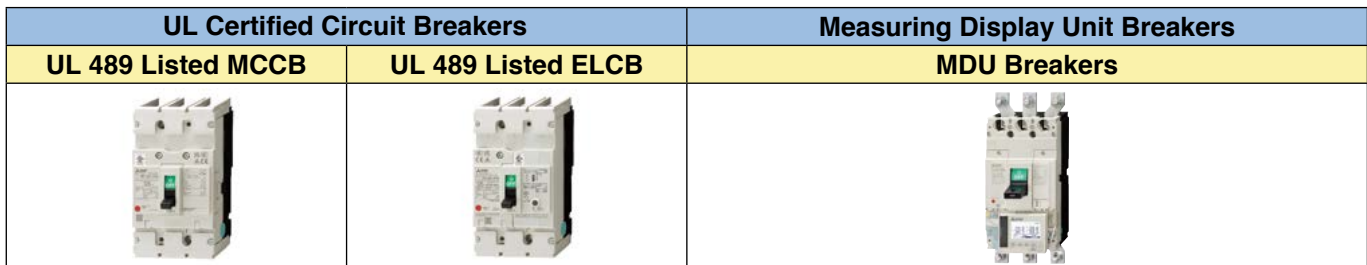 UL Certified Circuit Breakers
Measuring Display Unit Breakers
UL 489 Listed MCCB
UL 489 Listed ELCB
MDU Breakers